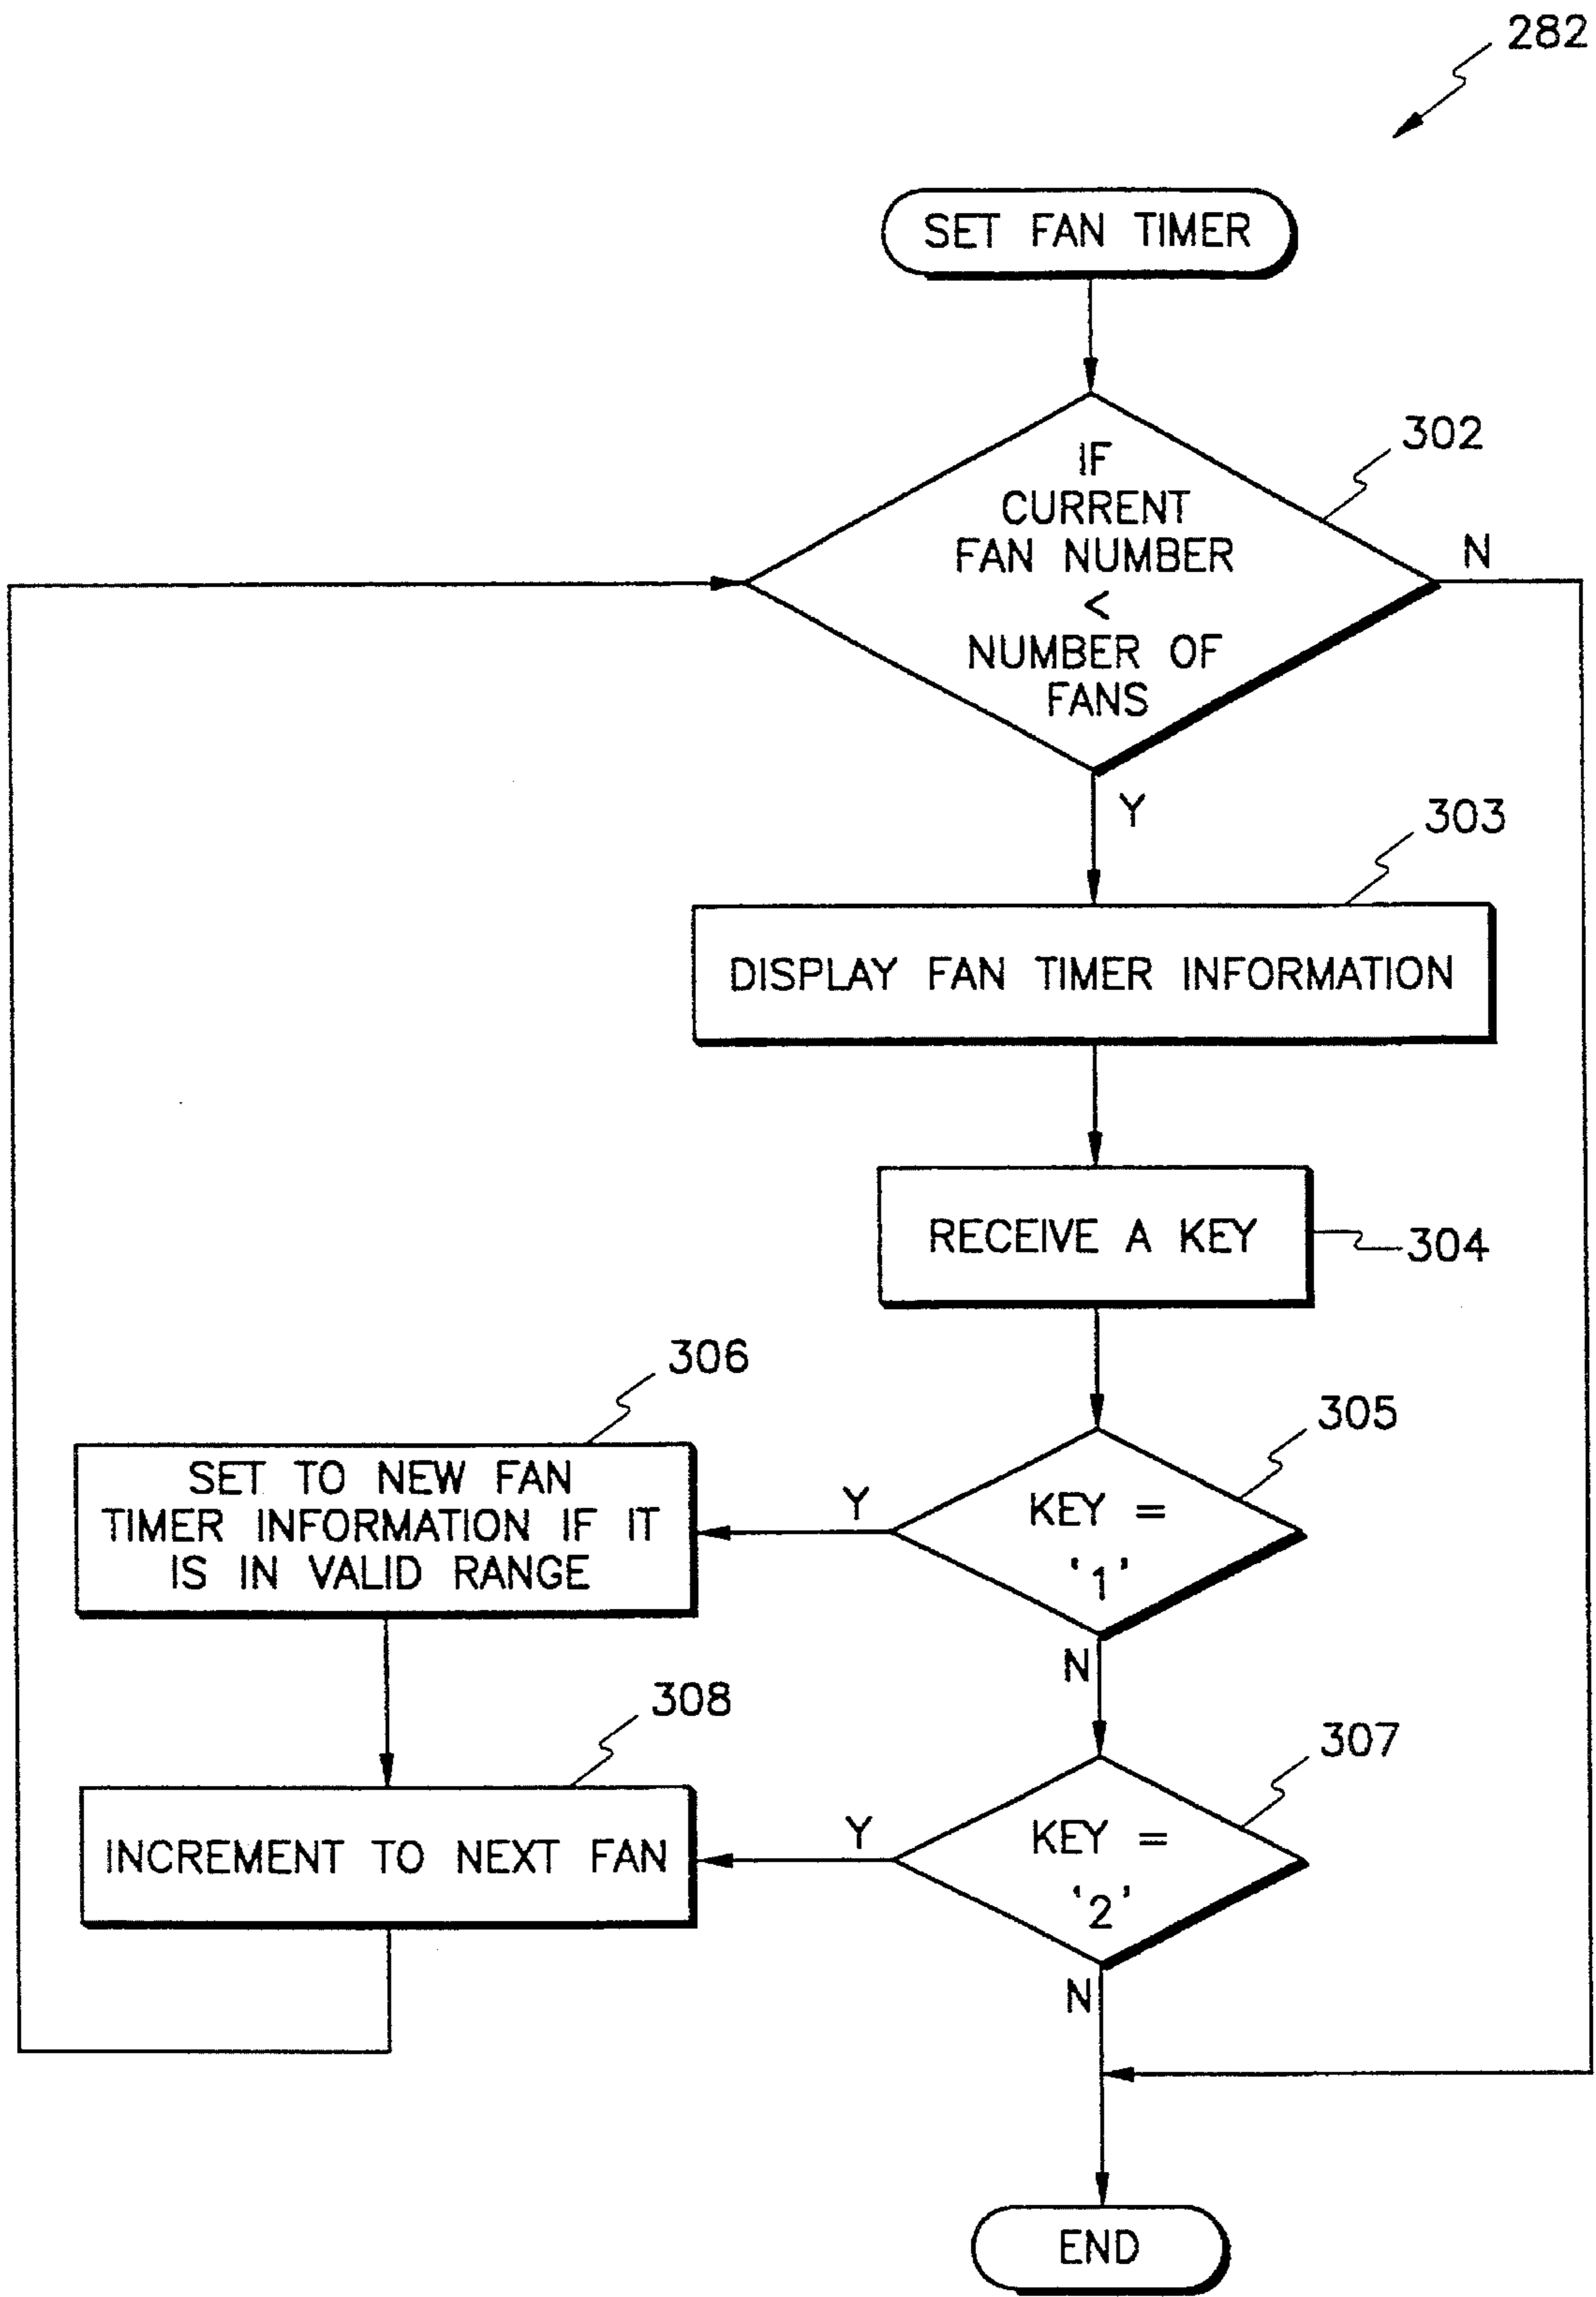 282
SET FAN TIMER
302
IF
CURRENT
FAN NUMBER
<
NUMBER OF
FANS
N
Y
303
DISPLAY FAN TIMER INFORMATION
RECEIVE A KEY
304
306
305
SET TO NEW FAN
TIMER INFORMATION IF IT
IS IN VALID RANGE
Y
KEY =
'1'
N
308
307
INCREMENT TO NEXT FAN
Y
KEY =
'2'
N
END